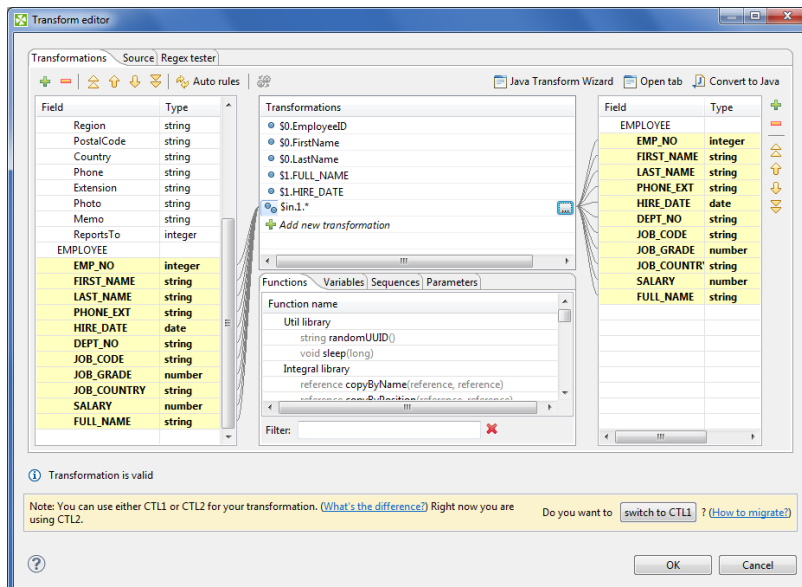 Transform editor
Transformations Source Regex tester
Auto rules Java Transform Wizard Open tab Convert to Java
Field Type
Region string
PostalCode string
Country string
Phone string
Extension string
Photo string
Memo string
ReportsTo integer
EMPLOYEE
EMP_NO integer
FIRST_NAME string
LAST_NAME string
PHONE_EXT string
HIRE_DATE date
DEPT_NO string
JOB_CODE string
JOB_GRADE number
JOB_COUNTRY string
SALARY number
FULL_NAME string
Transformations
$0.EmployeeID
$0.FirstName
$0.LastName
$1.FULL_NAME
$1.HIRE_DATE
$in.1.* ...
Add new transformation
Functions Variables Sequences Parameters
Function name
Util library
string randomUUID()
void sleep(long)
Integral library
reference copyByName(reference, reference)
reference copyByPosition(reference, reference)
Filter:
Field Type
EMPLOYEE
EMP_NO integer
FIRST_NAME string
LAST_NAME string
PHONE_EXT string
HIRE_DATE date
DEPT_NO string
JOB_CODE string
JOB_GRADE number
JOB_COUNTR string
SALARY number
FULL_NAME string
Transformation is valid
Note: You can use either CTL1 or CTL2 for your transformation. (What's the difference?) Right now you are
using CTL2.
Do you want to switch to CTL1 ? (How to migrate?)
OK Cancel